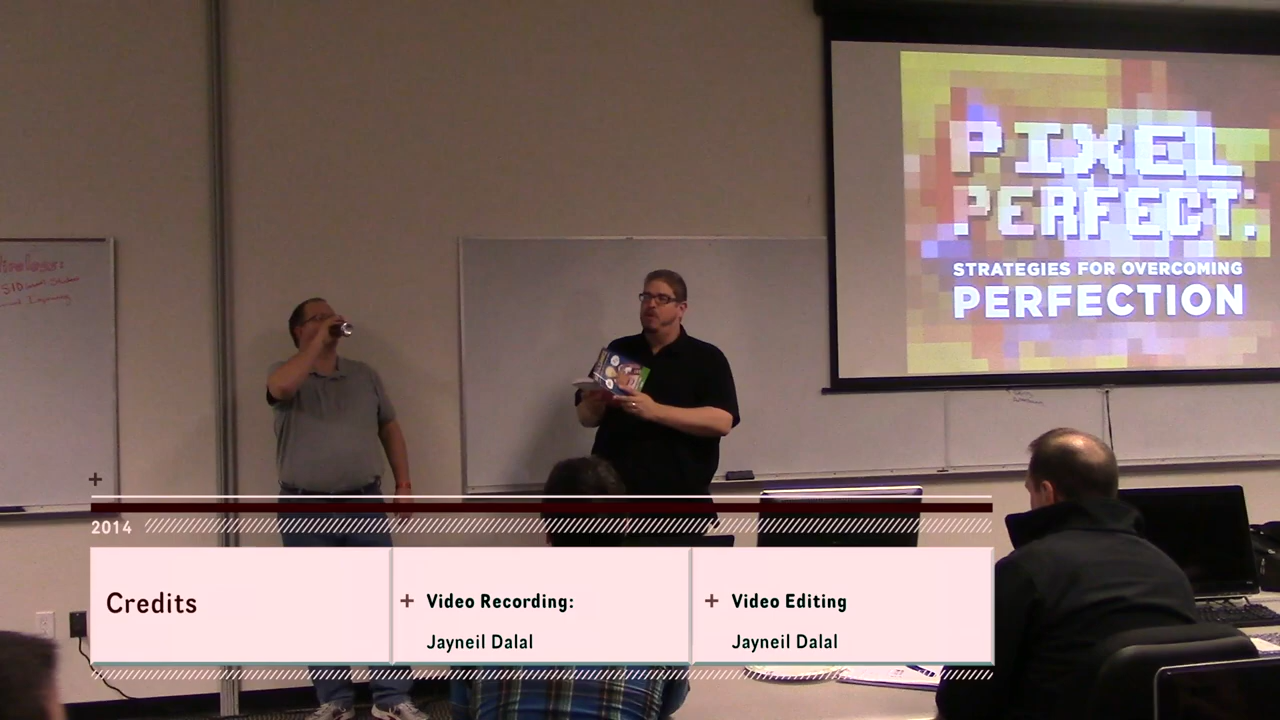 PIXEL
PERFECT:
STRATEGIES FOR OVERCOMING
PERFECTION
2014
Credits
+ Video Recording:
Jayneil Dalal
+ Video Editing
Jayneil Dalal